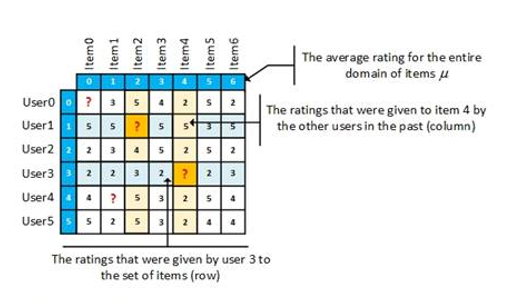 Item0 Item1 Item2 Item3 Item4 Item5 Item6
0 1 2 3 4 5 6
User0 0 ? 3 5 4 2 5 2
User1 1 5 5 ? 5 5 3 5
User2 2 2 3 4 5 2 5 2
User3 3 2 2 3 2 ? 2 3
User4 4 4 ? 5 3 2 5 4
User5 5 5 2 5 3 2 4 4
The average rating for the entire
domain of items μ
The ratings that were given to item 4 by
the other users in the past (column)
The ratings that were given by user 3 to
the set of items (row)